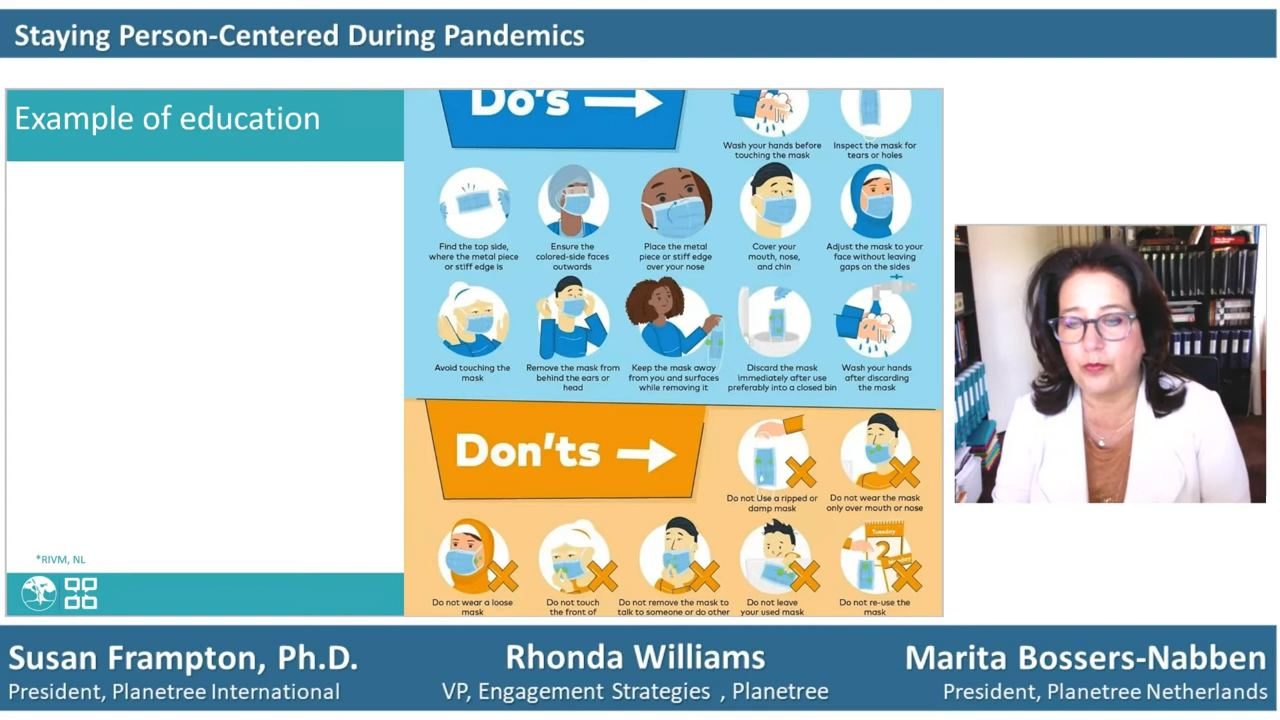 Staying Person-Centered During Pandemics
Example of education
Do's
Wash your hands before
touching the mask
Inspect the mask for
tears or holes
Find the top side,
where the metal piece
or stiff edge is
Ensure the
colored-side faces
outwards
Place the metal
piece or stiff edge
over your nose
Cover your
mouth, nose,
and chin
Adjust the mask to your
face without leaving
gaps on the sides
Avoid touching the
mask
Remove the mask from
behind the ears or
head
Keep the mask away
from you and surfaces
while removing it
Discard the mask
immediately after use
preferably into a closed bin
Wash your hands
after discarding
the mask
Don'ts
Do not Use a ripped or
damp mask
Do not wear the mask
only over mouth or nose
Tuesday
2
Do not wear a loose
mask
Do not touch
the front of
Do not remove the mask to
talk to someone or do other
Do not leave
your used mask
Do not re-use the
mask
*RIVM, NL
Susan Frampton, Ph.D.
President, Planetree International
Rhonda Williams
VP, Engagement Strategies , Planetree
Marita Bossers-Nabben
President, Planetree Netherlands